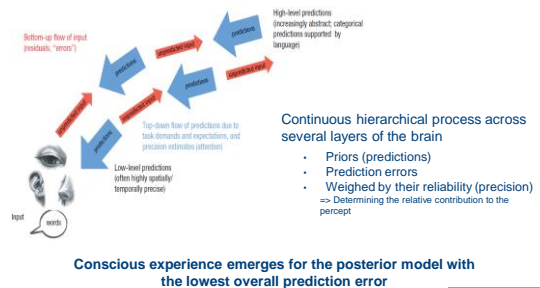 High-level predictions
(increasingly abstract; categorical
predictions supported by
language)
Bottom-up flow of input
(residuals, “errors”)
unpredicted input
predictions
predictions
unpredicted input
predictions
unpredicted input
unpredicted input
predictions
Top-down flow of predictions due to
task demands and expectations, and
precision estimates (attention)
Low-level predictions
(often highly spatially/
temporally precise)
Input
words
Continuous hierarchical process across
several layers of the brain
• Priors (predictions)
• Prediction errors
• Weighed by their reliability (precision)
=> Determining the relative contribution to the
percept
Conscious experience emerges for the posterior model with
the lowest overall prediction error